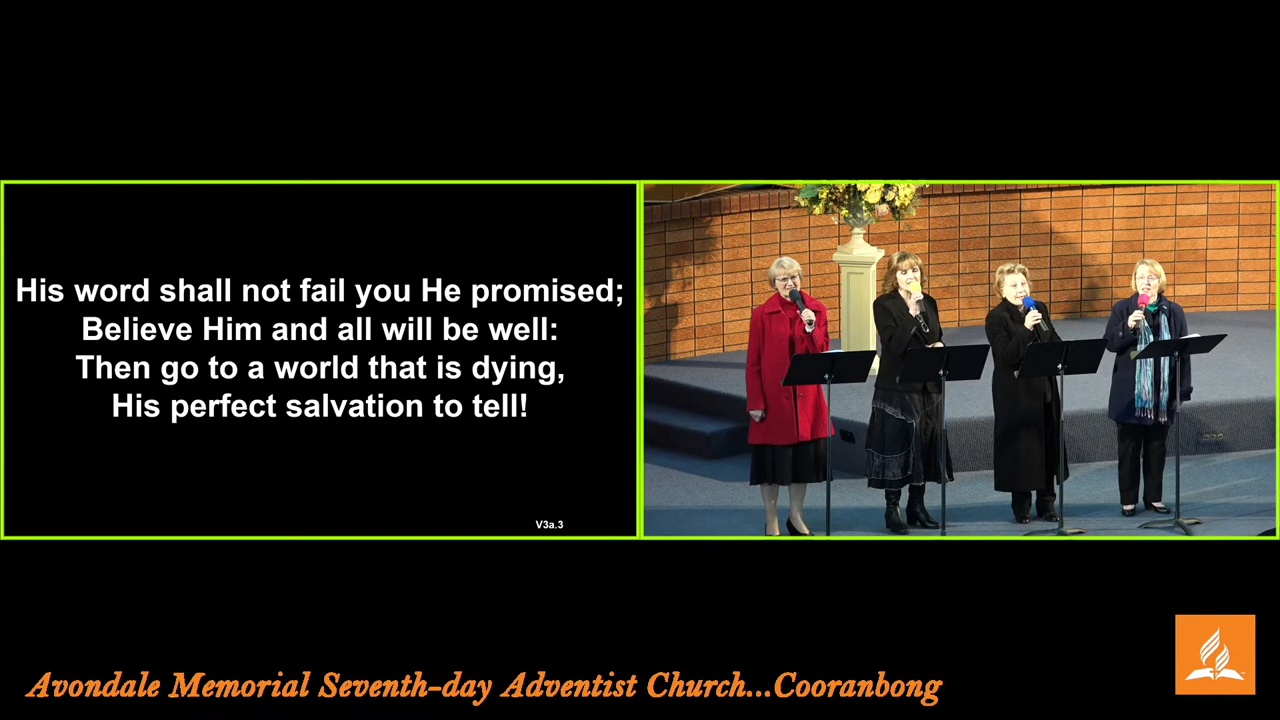 His word shall not fail you He promised;
Believe Him and all will be well:
Then go to a world that is dying,
His perfect salvation to tell!
V3a.3
Avondale Memorial Seventh-day Adventist Church...Cooranbong